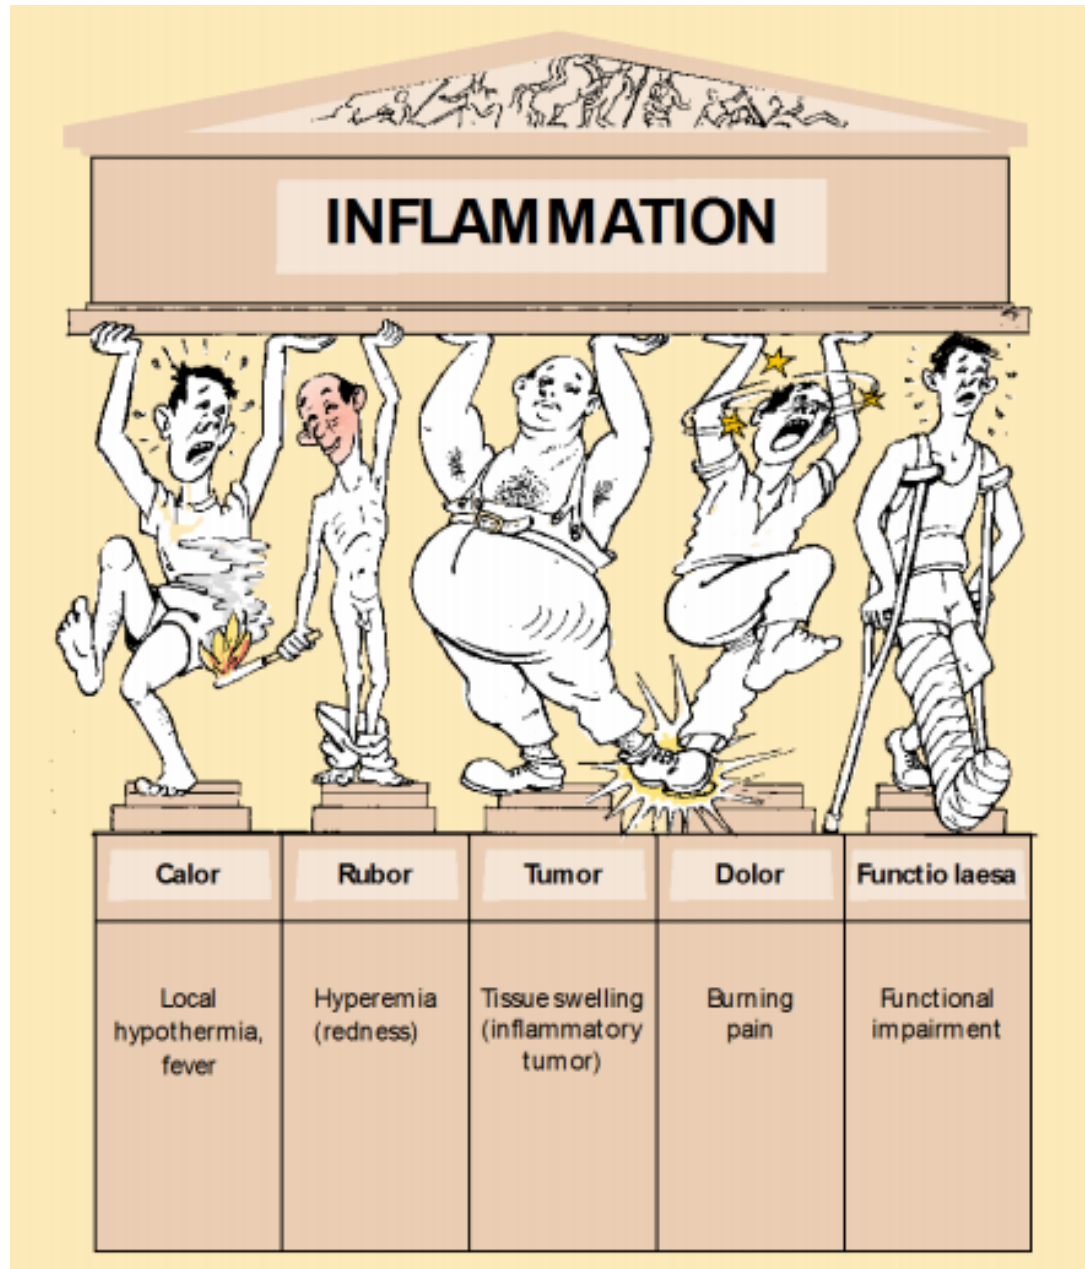 INFLAMMATION
Calor
Rubor
Tumor
Dolor
Functio laesa
Local
hypothermia,
fever
Hyperemia
(redness)
Tissue swelling
(inflammatory
tumor)
Burning
pain
Functional
impairment